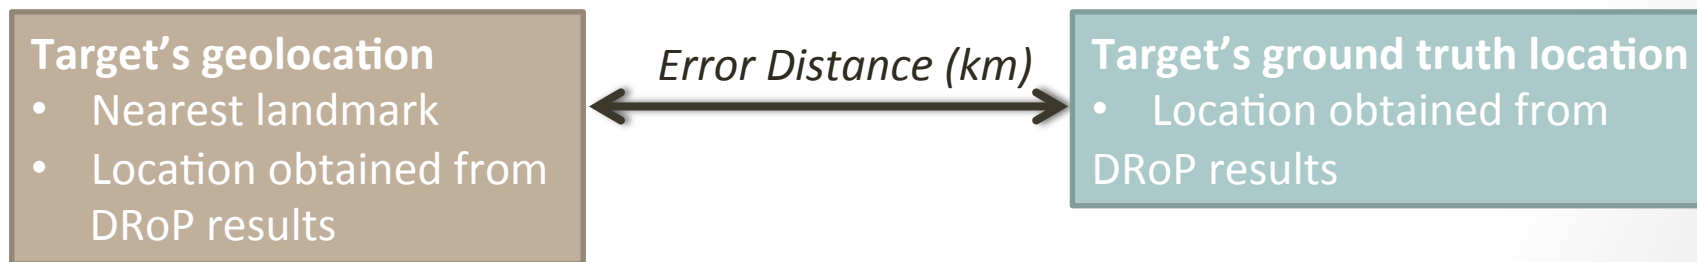 Target's geolocation
• Nearest landmark
• Location obtained from
DRoP results
Error Distance (km)
Target's ground truth location
• Location obtained from
DRoP results